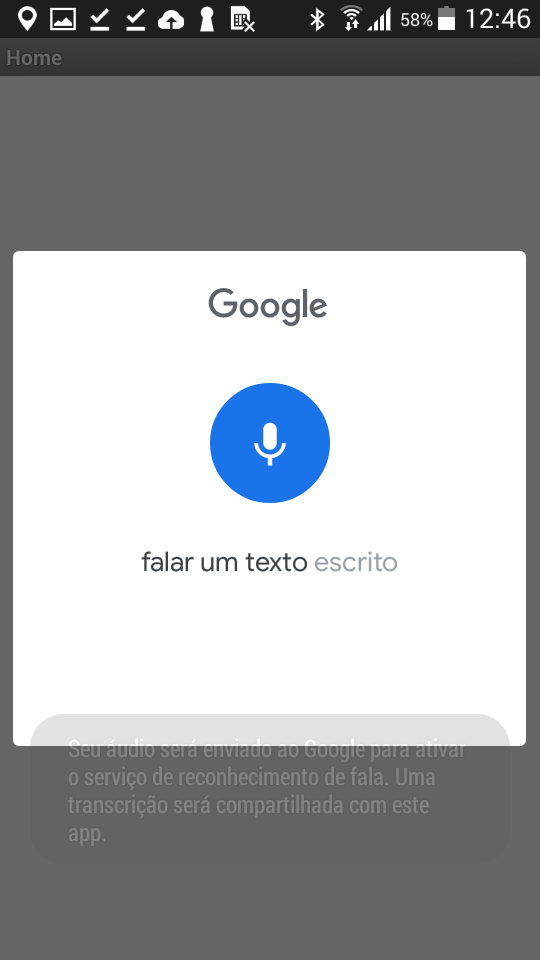 58% 12:46
Home
Google
falar um texto escrito
Seu áudio será enviado ao Google para ativar
o serviço de reconhecimento de fala. Uma
transcrição será compartilhada com este
app.